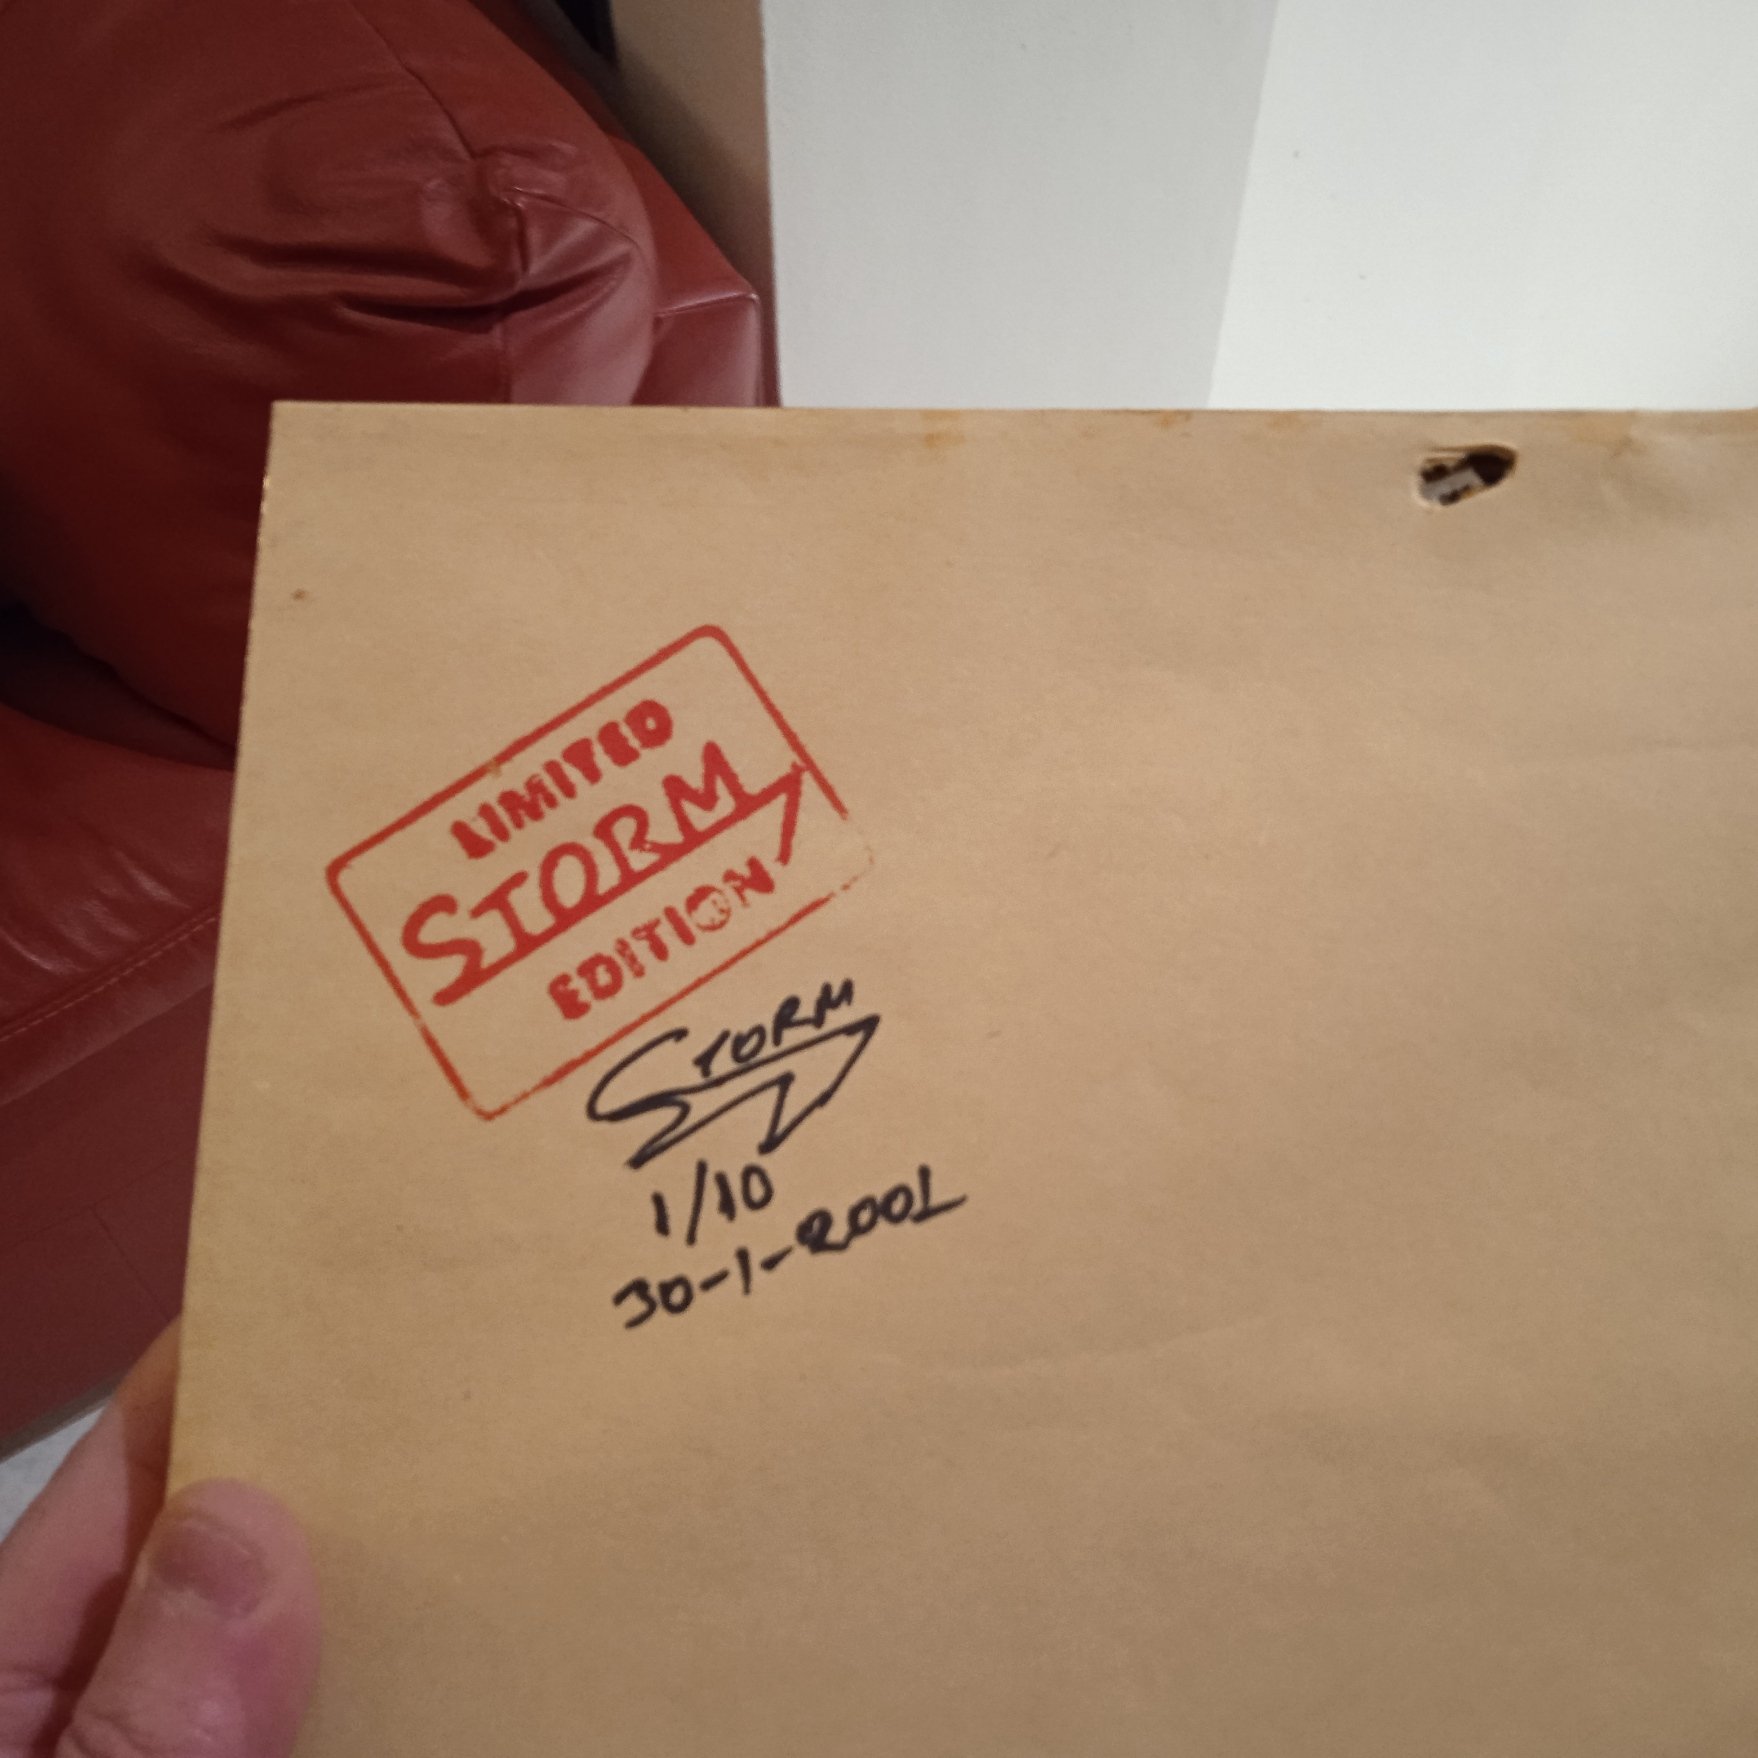 LIMITED
STORM
EDITION
STORM
1/10
30-1-2001